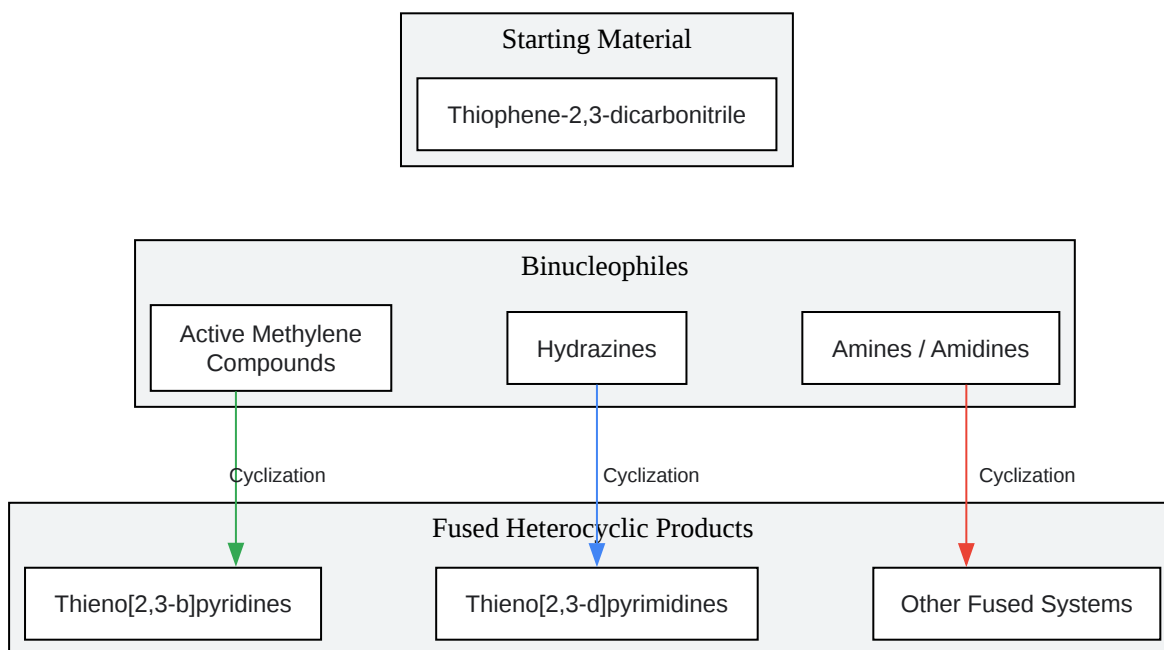 Starting Material
Thiophene-2,3-dicarbonitrile
Binucleophiles
Active Methylene
Compounds
Hydrazines
Amines / Amidines
Cyclization
Cyclization
Cyclization
Fused Heterocyclic Products
Thieno[2,3-b]pyridines
Thieno[2,3-d]pyrimidines
Other Fused Systems